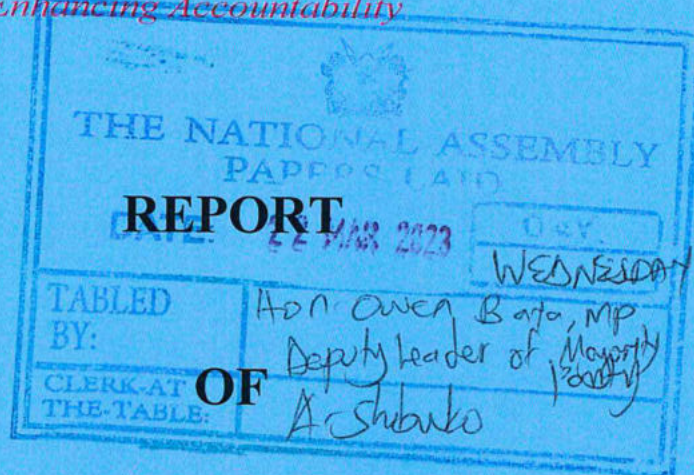 Enhancing Accountability
THE NATIONAL ASSEMBLY
PAPERS LAID
REPORT
DATE: 22 MAR 2023 DAY
WEDNESDAY
TABLED BY: Hon. Owen Baya, MP
Deputy Leader of Majority Party
OF
CLERK-AT THE-TABLE: